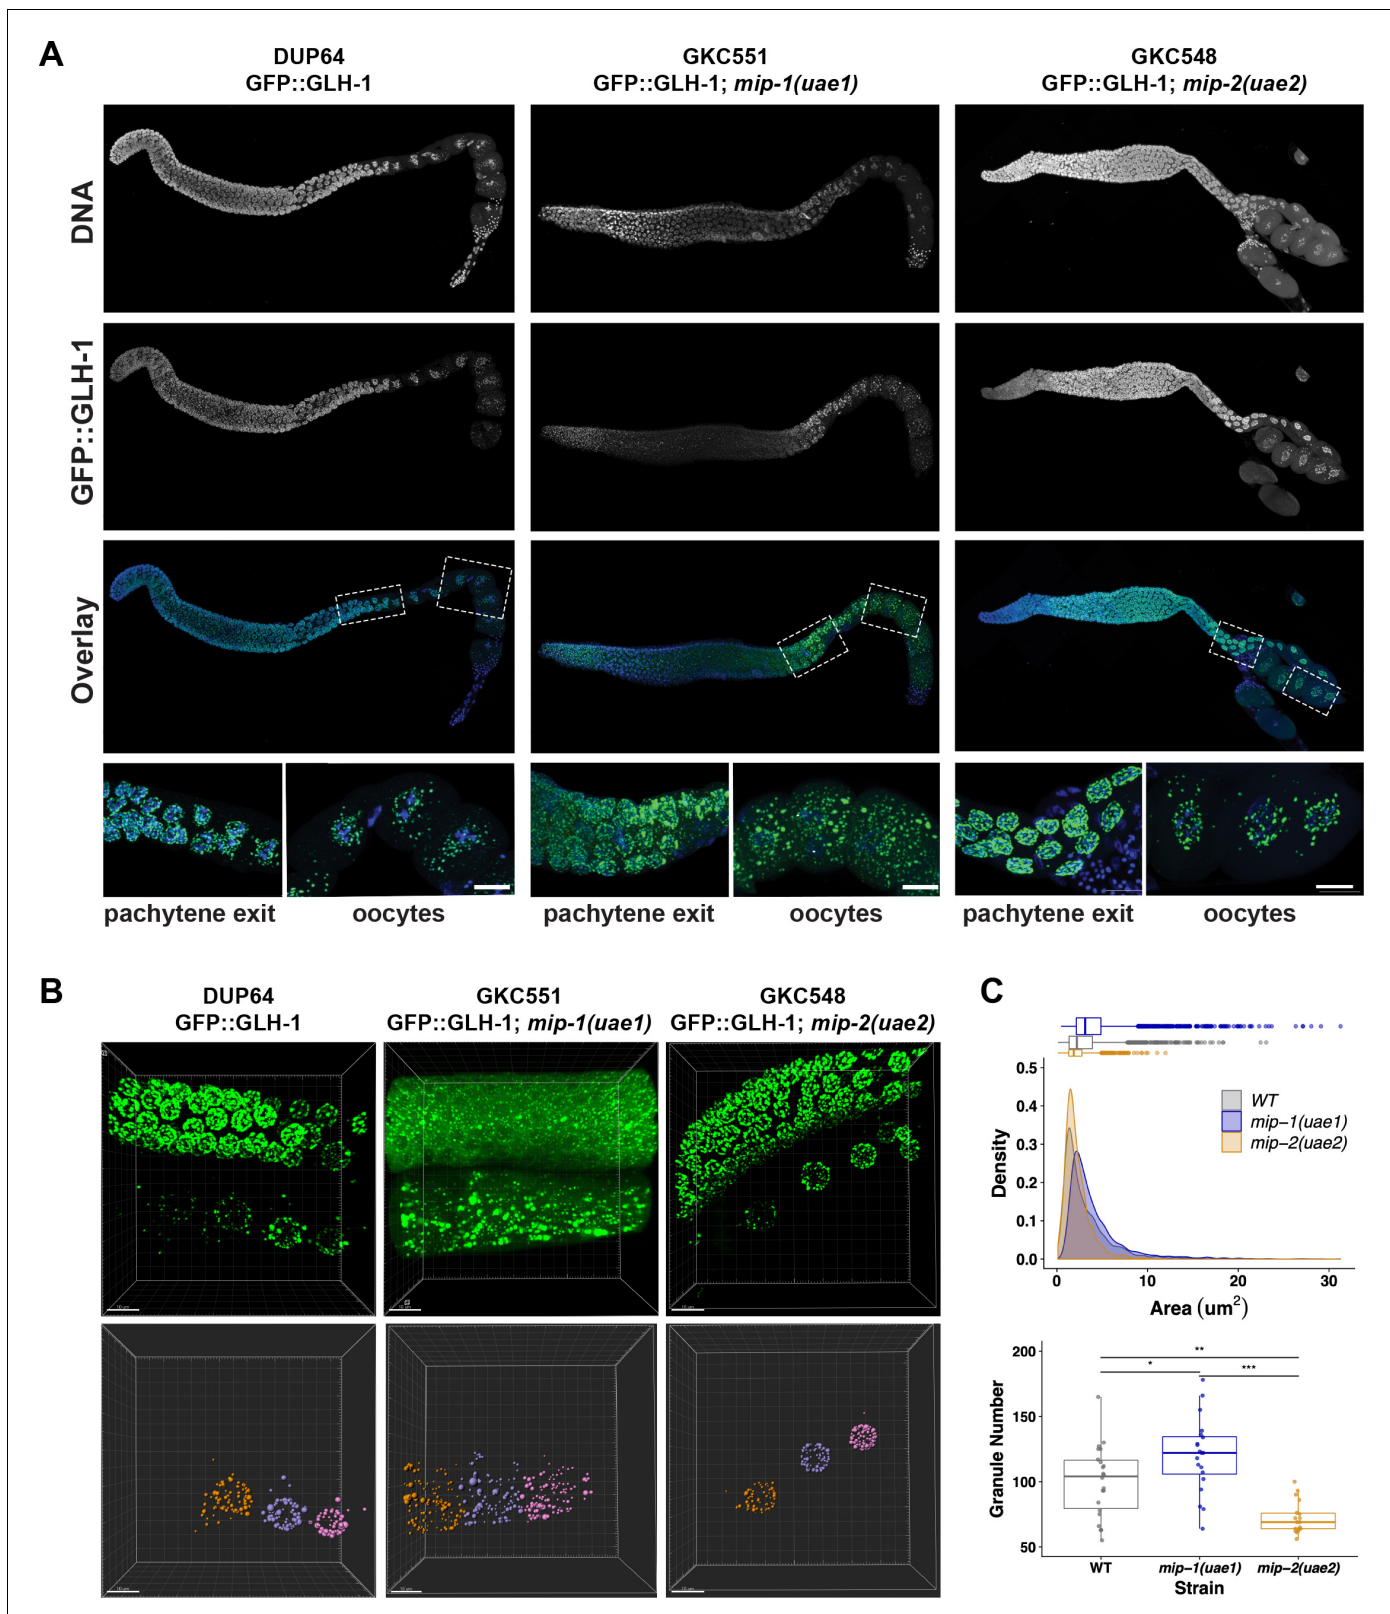 A
DUP64
GFP::GLH-1
GKC551
GFP::GLH-1; mip-1(uae1)
GKC548
GFP::GLH-1; mip-2(uae2)
DNA
GFP::GLH-1
Overlay
pachytene exit
oocytes
pachytene exit
oocytes
pachytene exit
oocytes
B
DUP64
GFP::GLH-1
GKC551
GFP::GLH-1; mip-1(uae1)
GKC548
GFP::GLH-1; mip-2(uae2)
C
0.5
0.4
0.3
0.2
0.1
0.0
Density
WT
mip–1(uae1)
mip–2(uae2)
0
10
20
30
Area (um²)
200
150
100
50
Granule Number
**
*
***
WT
mip–1(uae1)
mip–2(uae2)
Strain